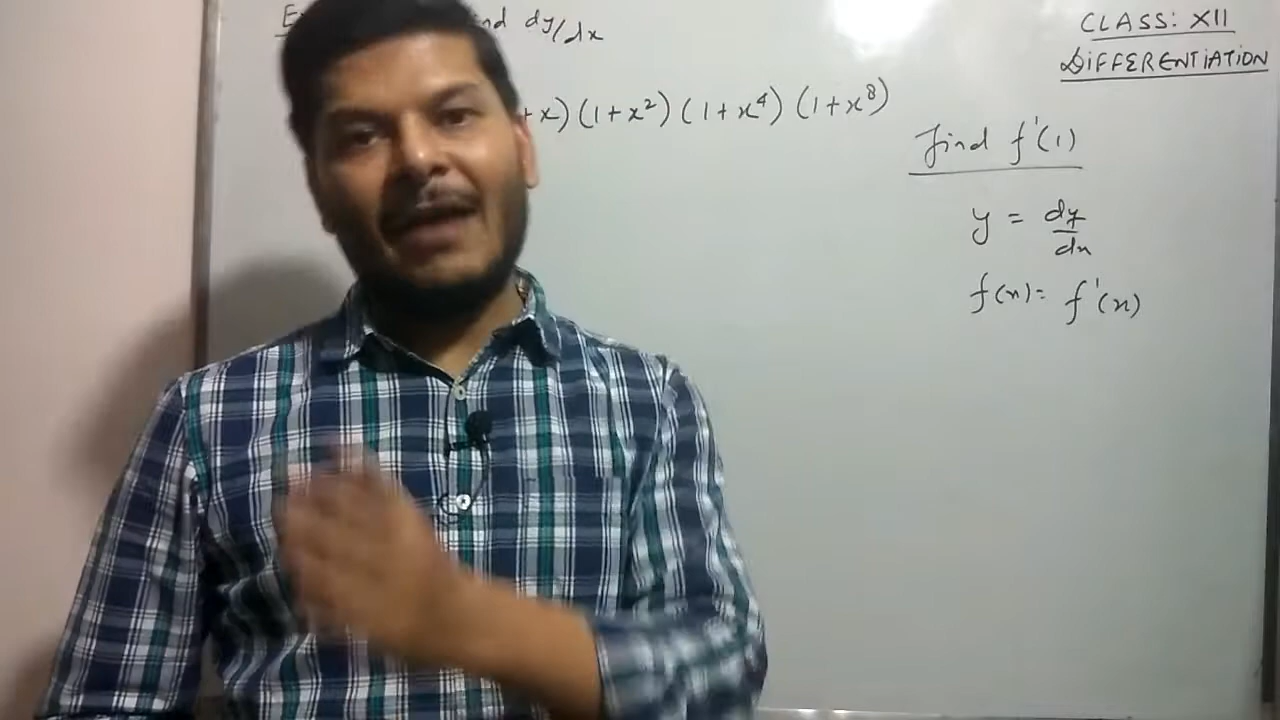 nd dy/dx
+ x) (1+x²) (1+x⁴) (1+x⁸)
CLASS: XII
DIFFERENTIATION
find f'(1)
y = dy/dx
f(x)= f'(x)